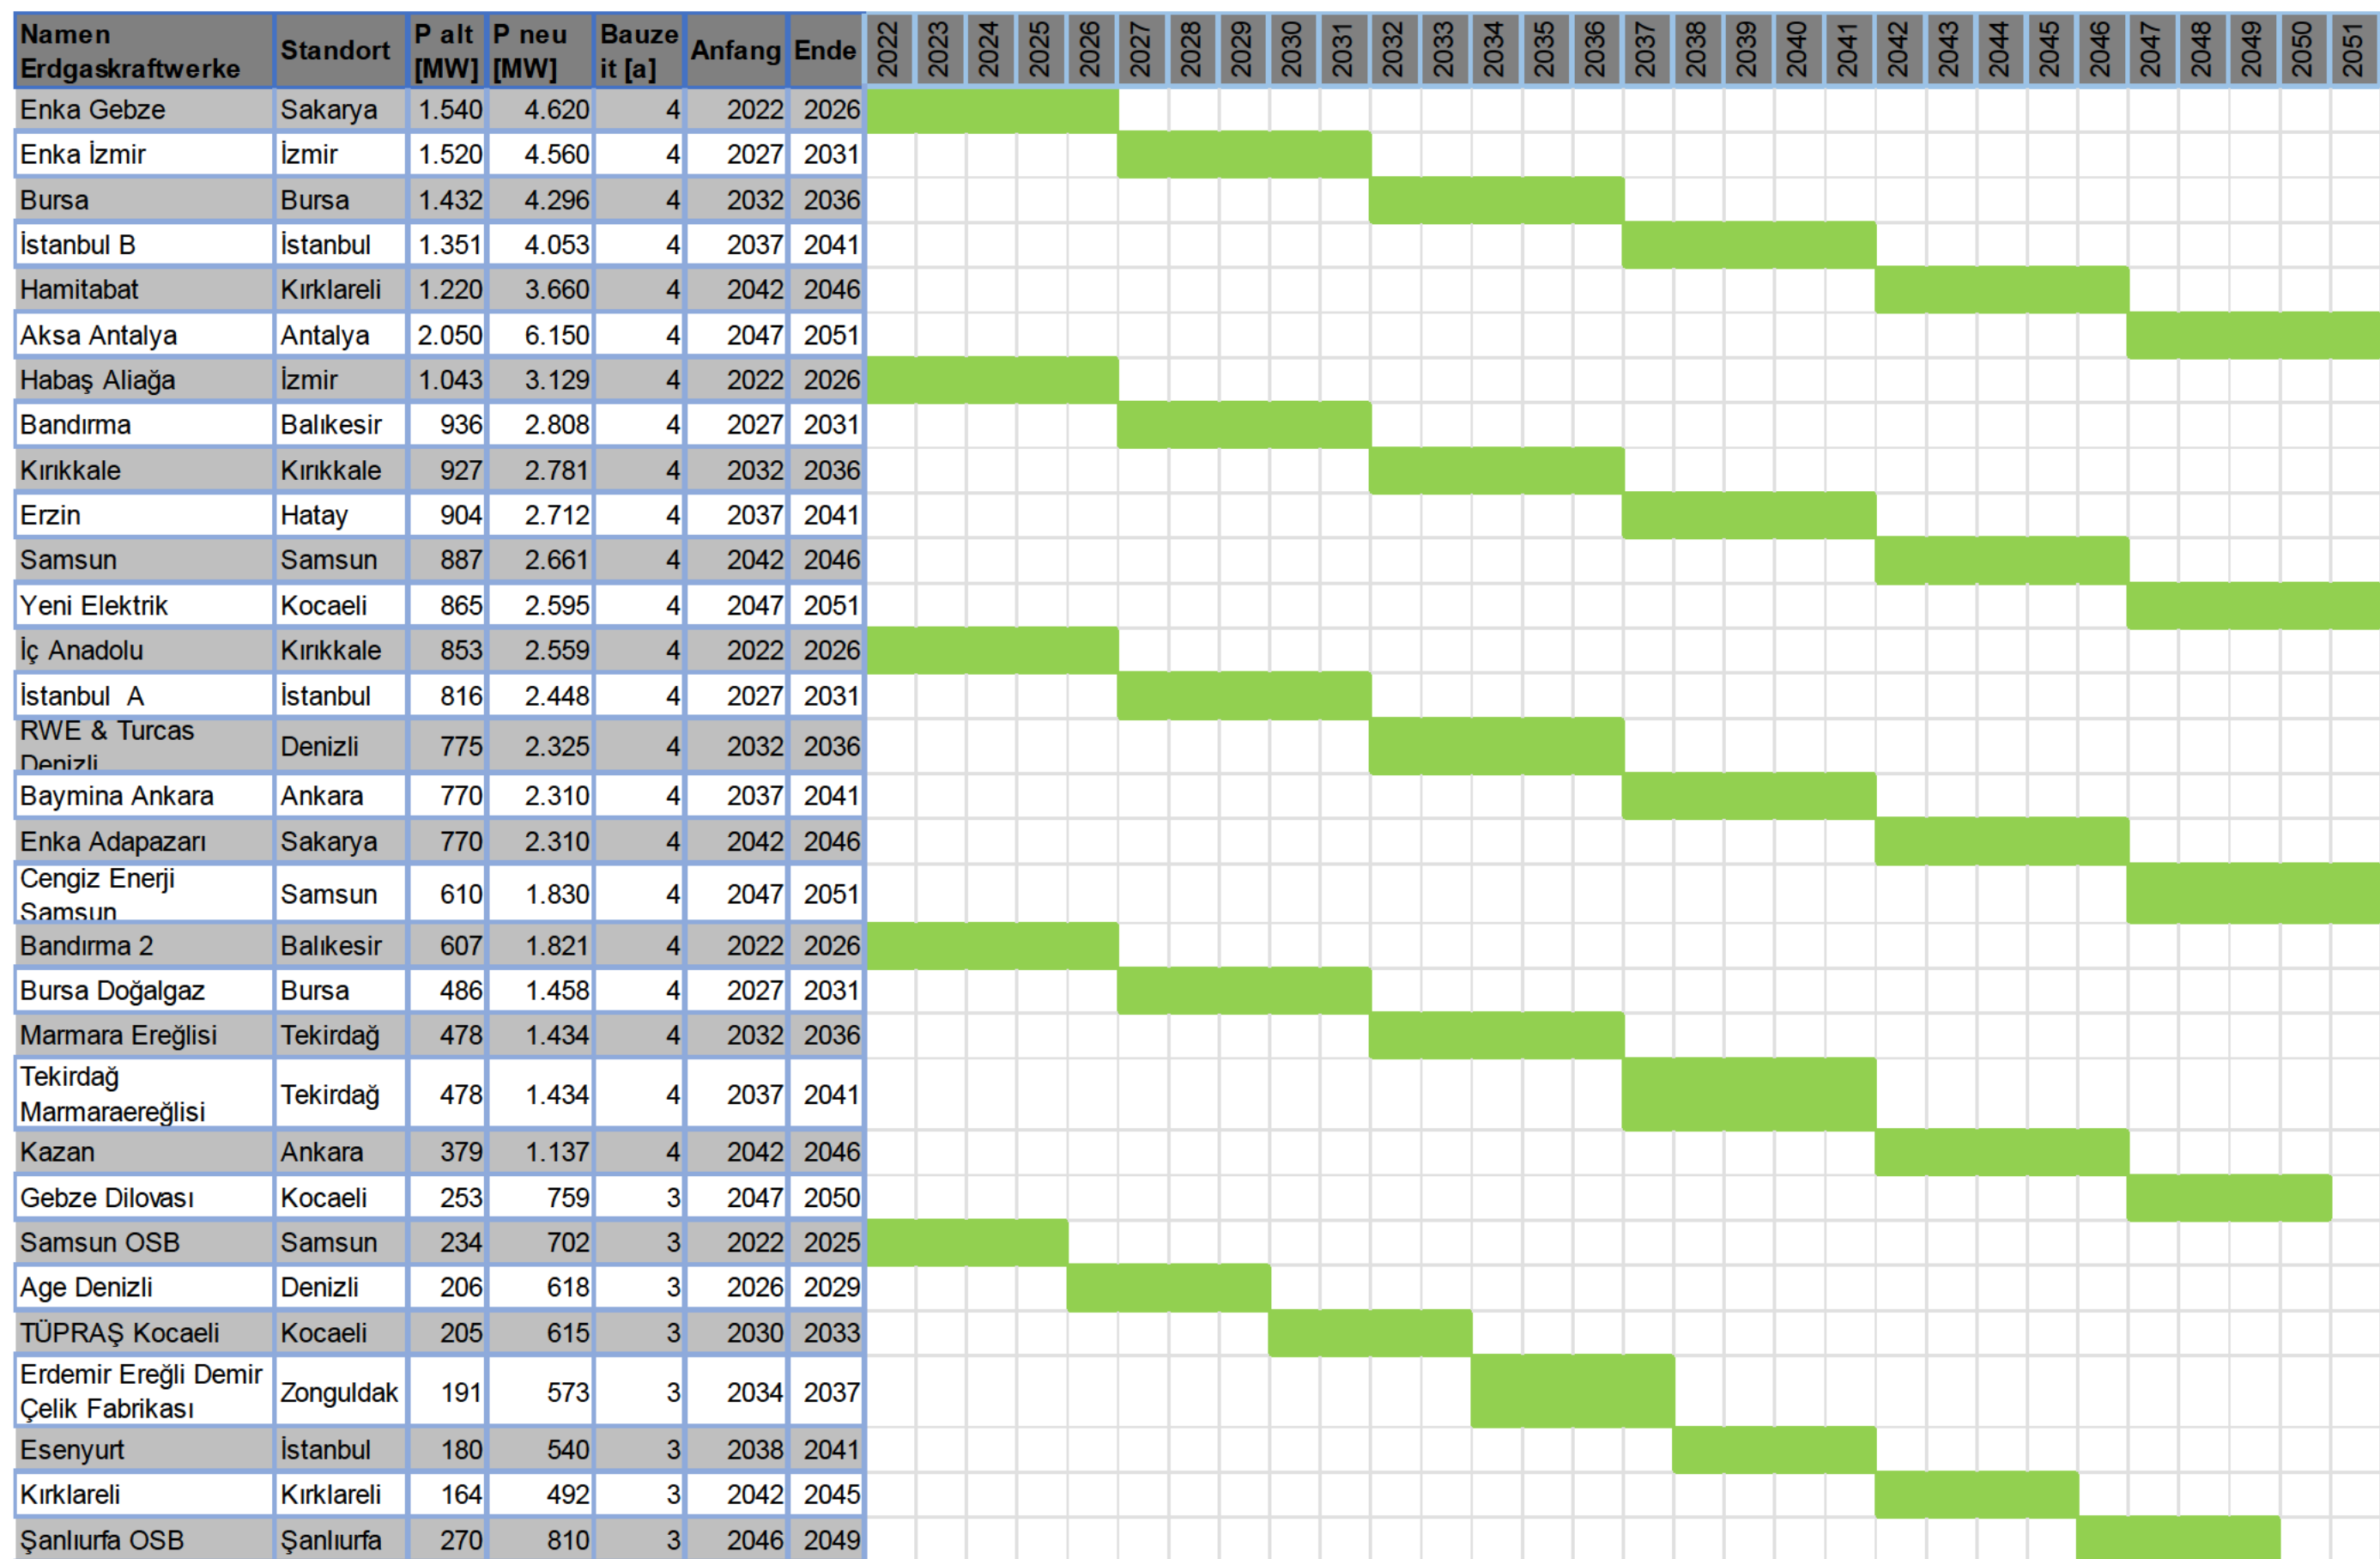 Namen Erdgaskraftwerke Standort P alt [MW] P neu [MW] Bauze it [a] Anfang Ende 2022 2023 2024 2025 2026 2027 2028 2029 2030 2031 2032 2033 2034 2035 2036 2037 2038 2039 2040 2041 2042 2043 2044 2045 2046 2047 2048 2049 2050 2051
Enka Gebze Sakarya 1.540 4.620 4 2022 2026
Enka İzmir İzmir 1.520 4.560 4 2027 2031
Bursa Bursa 1.432 4.296 4 2032 2036
İstanbul B İstanbul 1.351 4.053 4 2037 2041
Hamitabat Kırklareli 1.220 3.660 4 2042 2046
Aksa Antalya Antalya 2.050 6.150 4 2047 2051
Habaş Aliağa İzmir 1.043 3.129 4 2022 2026
Bandırma Balıkesir 936 2.808 4 2027 2031
Kırıkkale Kırıkkale 927 2.781 4 2032 2036
Erzin Hatay 904 2.712 4 2037 2041
Samsun Samsun 887 2.661 4 2042 2046
Yeni Elektrik Kocaeli 865 2.595 4 2047 2051
İç Anadolu Kırıkkale 853 2.559 4 2022 2026
İstanbul A İstanbul 816 2.448 4 2027 2031
RWE & Turcas Denizli Denizli 775 2.325 4 2032 2036
Baymina Ankara Ankara 770 2.310 4 2037 2041
Enka Adapazarı Sakarya 770 2.310 4 2042 2046
Cengiz Enerji Samsun Samsun 610 1.830 4 2047 2051
Bandırma 2 Balıkesir 607 1.821 4 2022 2026
Bursa Doğalgaz Bursa 486 1.458 4 2027 2031
Marmara Ereğlisi Tekirdağ 478 1.434 4 2032 2036
Tekirdağ Marmaraereğlisi Tekirdağ 478 1.434 4 2037 2041
Kazan Ankara 379 1.137 4 2042 2046
Gebze Dilovası Kocaeli 253 759 3 2047 2050
Samsun OSB Samsun 234 702 3 2022 2025
Age Denizli Denizli 206 618 3 2026 2029
TÜPRAŞ Kocaeli Kocaeli 205 615 3 2030 2033
Erdemir Ereğli Demir Çelik Fabrikası Zonguldak 191 573 3 2034 2037
Esenyurt İstanbul 180 540 3 2038 2041
Kırklareli Kırklareli 164 492 3 2042 2045
Şanlıurfa OSB Şanlıurfa 270 810 3 2046 2049